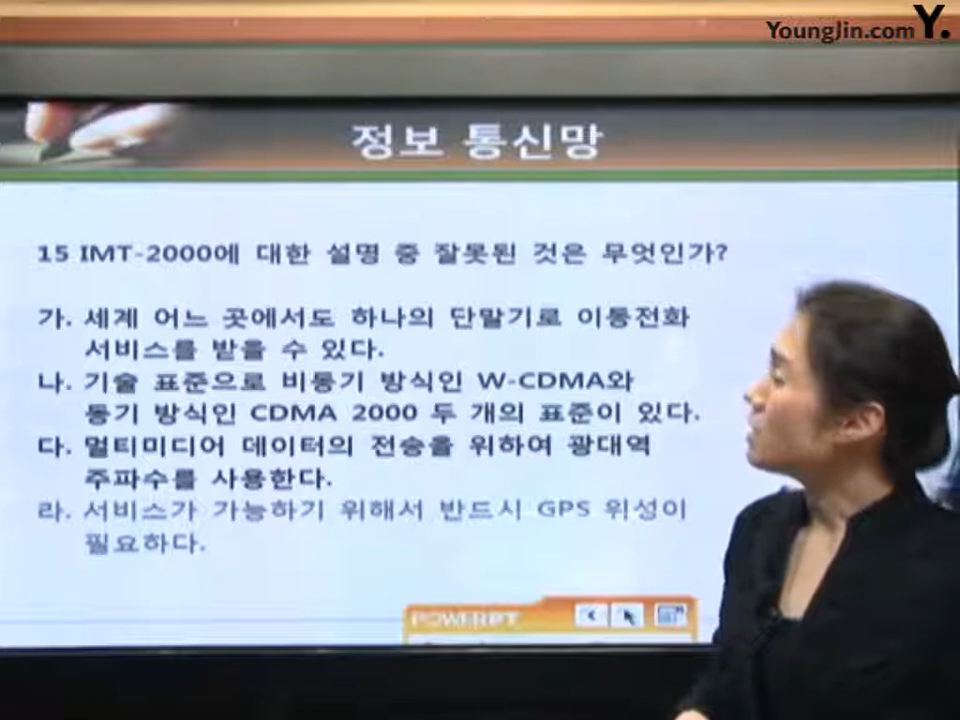 YoungJin.com Y.
정보 통신망
15 IMT-2000에 대한 설명 중 잘못된 것은 무엇인가?
가. 세계 어느 곳에서도 하나의 단말기로 이동전화
서비스를 받을 수 있다.
나. 기술 표준으로 비동기 방식인 W-CDMA와
동기 방식인 CDMA 2000 두 개의 표준이 있다.
다. 멀티미디어 데이터의 전송을 위하여 광대역
주파수를 사용한다.
라. 서비스가 가능하기 위해서 반드시 GPS 위성이
필요하다.
POWERPT